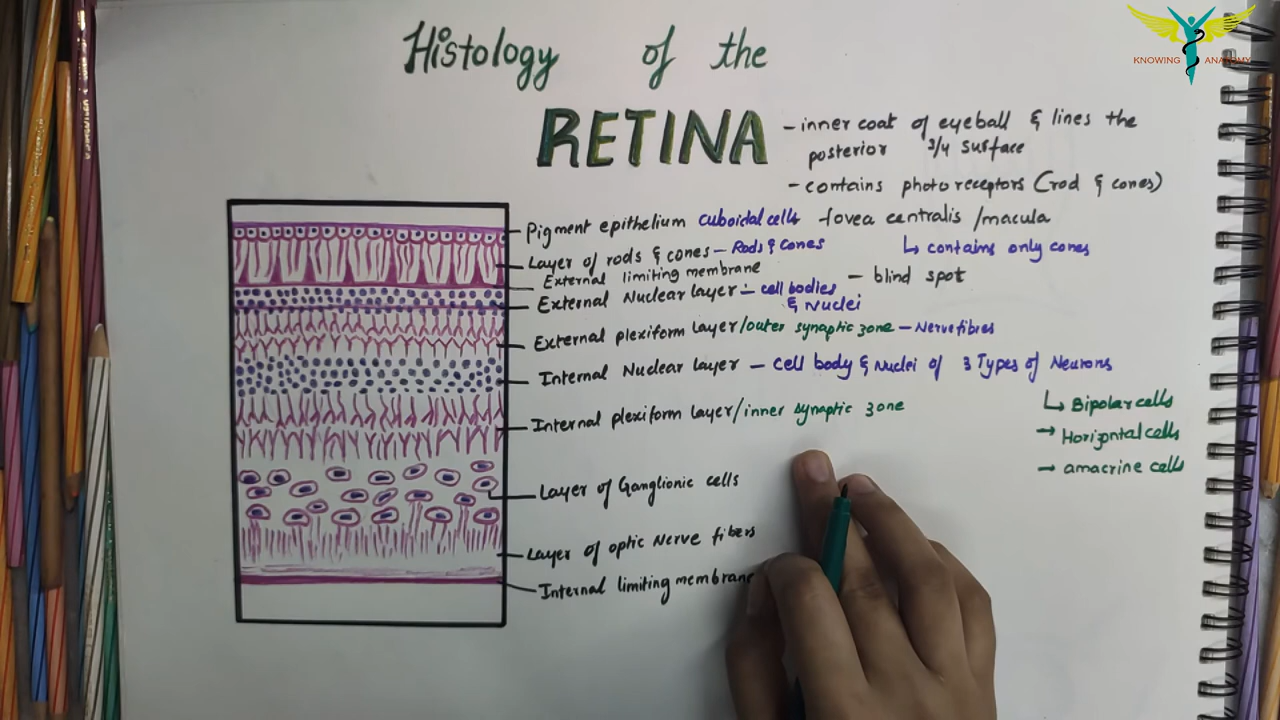 KNOWING ANATOMY
Histology of the
RETINA
- inner coat of eyeball & lines the
posterior 3/4 surface
- contains photoreceptors (rod & cones)
Pigment epithelium cuboidal cells
- fovea centralis /macula
↳ contains only cones
- blind spot
Layer of rods & cones - Rods & cones
External limiting membrane
External Nuclear layer :- cell bodies
& Nuclei
External plexiform layer/outer synaptic zone - Nerve fibres
Internal Nuclear layer - cell body & Nuclei of 3 Types of Neurons
↳ Bipolar cells
→ Horizontal cells
→ amacrine cells
Internal plexiform layer/inner synaptic zone
Layer of Ganglionic cells
Layer of optic Nerve fibers
Internal limiting membrane